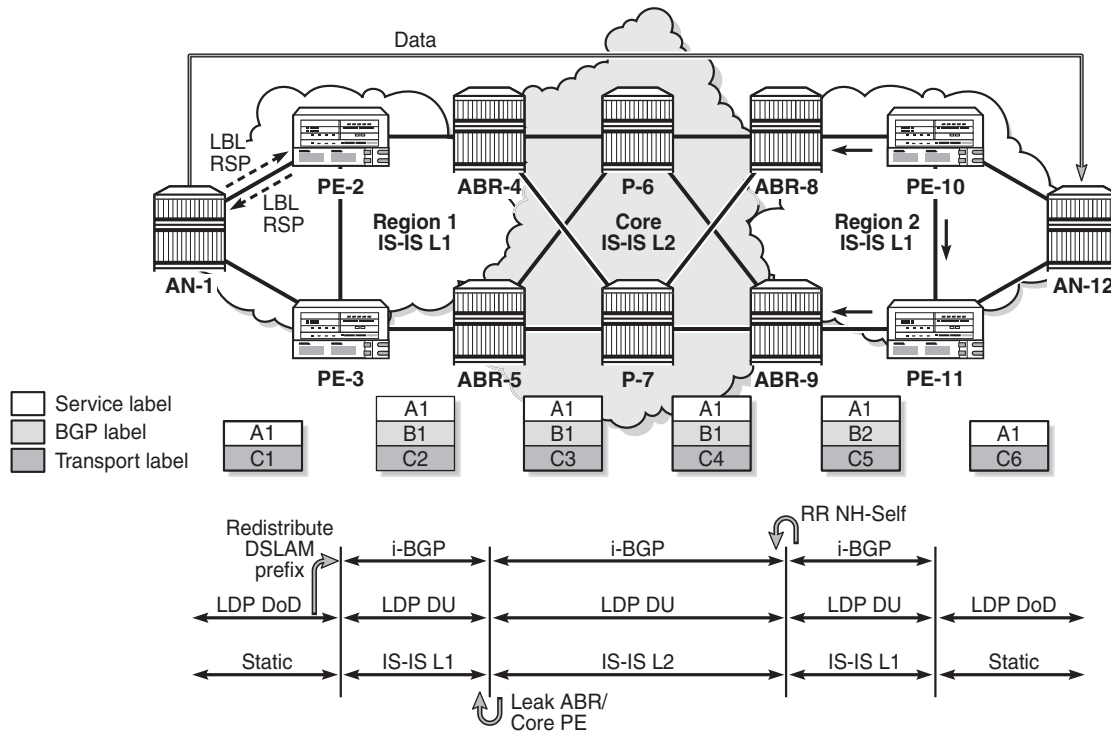 Data
LBL
RSP
LBL
RSP
PE-2
ABR-4
P-6
ABR-8
PE-10
Region 1
IS-IS L1
Core
IS-IS L2
Region 2
IS-IS L1
AN-1
AN-12
PE-3
ABR-5
P-7
ABR-9
PE-11
Service label
BGP label
Transport label
A1
C1
A1
B1
C2
A1
B1
C3
A1
B1
C4
A1
B2
C5
A1
C6
Redistribute
DSLAM
prefix
RR NH-Self
i-BGP
i-BGP
i-BGP
LDP DoD
LDP DU
LDP DU
LDP DU
LDP DoD
Static
IS-IS L1
IS-IS L2
IS-IS L1
Static
Leak ABR/
Core PE